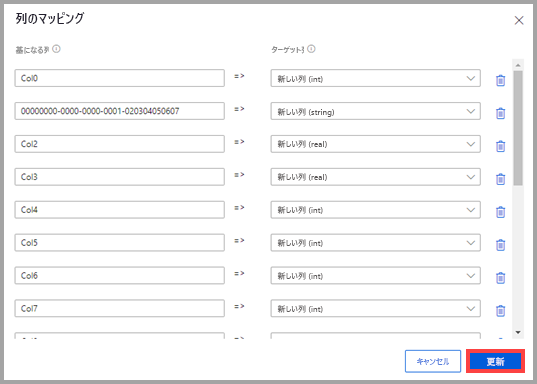 列のマッピング
基になる列 ターゲット列
Col0 => 新しい列 (int)
00000000-0000-0000-0001-020304050607 => 新しい列 (string)
Col2 => 新しい列 (real)
Col3 => 新しい列 (real)
Col4 => 新しい列 (int)
Col5 => 新しい列 (int)
Col6 => 新しい列 (int)
Col7 => 新しい列 (int)
キャンセル 更新